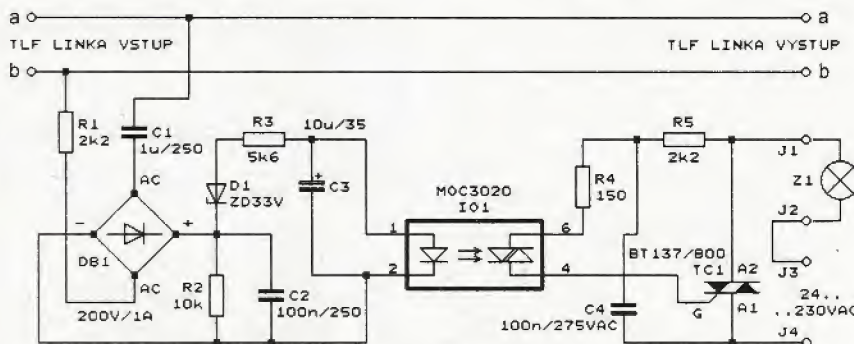 a
a
TLF LINKA VSTUP
TLF LINKA VYSTUP
b
b
R1
2k2
C1
1u/250
R3
5k6
10u/35
C3
D1
ZD33V
AC
-
+
DB1
AC
200V/1A
R2
10k
C2
100n/250
MOC3020
IO1
1
2
6
4
R4
150
R5
2k2
C4
100n/275VAC
BT137/800
TC1
A2
A1
G
J1
Z1
J2
J3
24..
..230VAC
J4
+